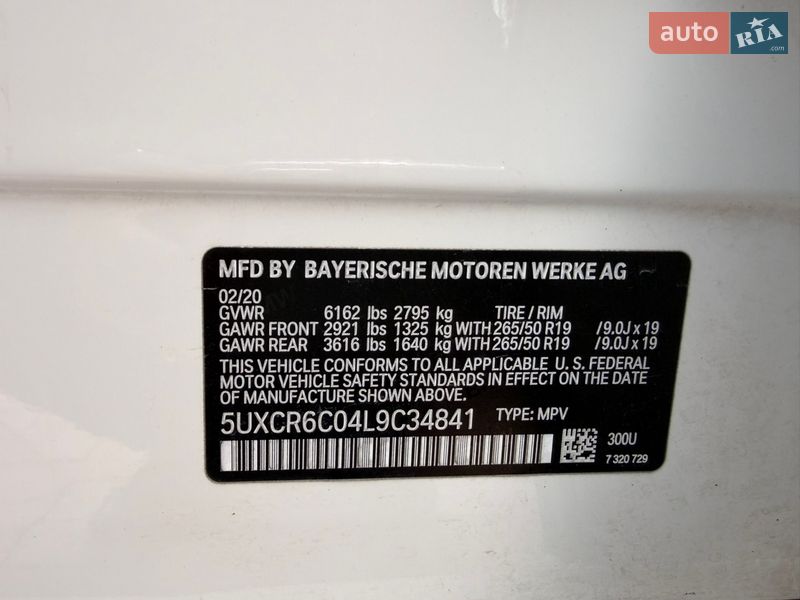 auto RIA
.com
MFD BY BAYERISCHE MOTOREN WERKE AG
02/20
GVWR 6162 lbs 2795 kg TIRE / RIM
GAWR FRONT 2921 lbs 1325 kg WITH 265/50 R19 /9.0J x 19
GAWR REAR 3616 lbs 1640 kg WITH 265/50 R19 /9.0J x 19
THIS VEHICLE CONFORMS TO ALL APPLICABLE U. S. FEDERAL
MOTOR VEHICLE SAFETY STANDARDS IN EFFECT ON THE DATE
OF MANUFACTURE SHOWN ABOVE.
5UXCR6C04L9C34841 TYPE: MPV
300U
7 320 729